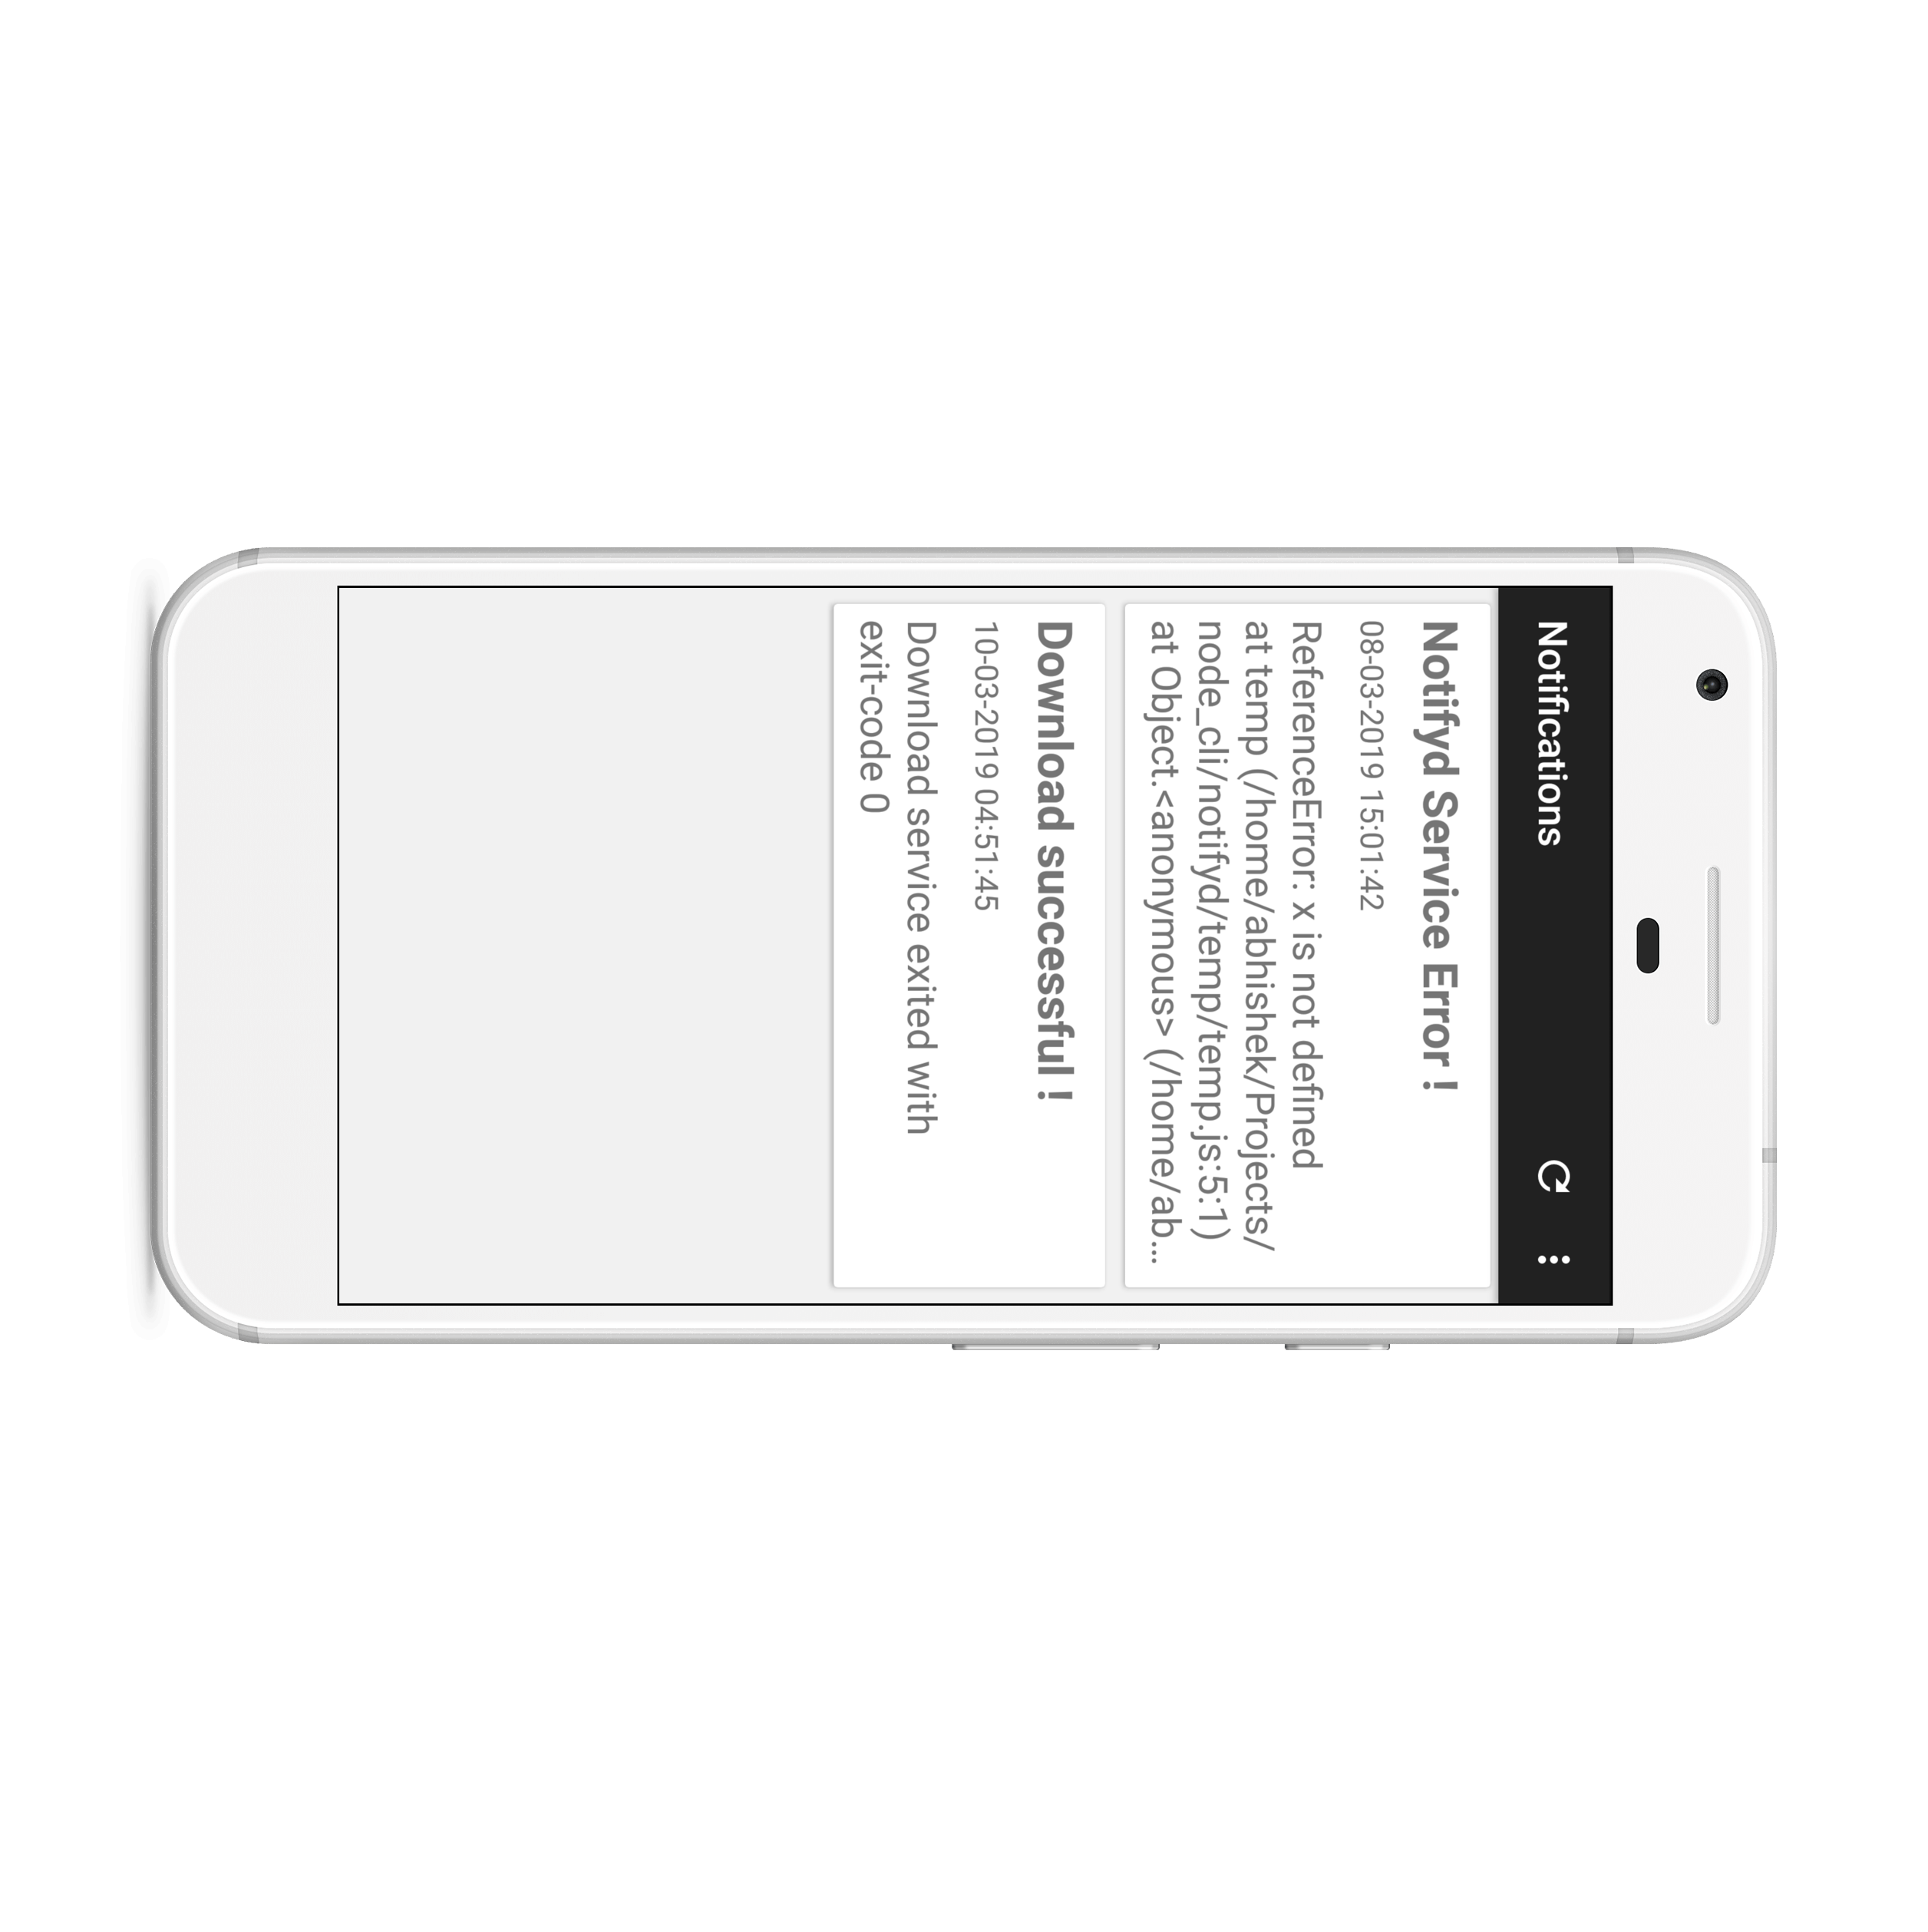 Notifications
Notifyd Service Error !
08-03-2019 15:01:42
ReferenceError: x is not defined
at temp (/home/abhishek/Projects/
node_cli/notifyd/temp/temp.js:5:1)
at Object.<anonymous> (/home/ab...
Download successful !
10-03-2019 04:51:45
Download service exited with
exit-code 0